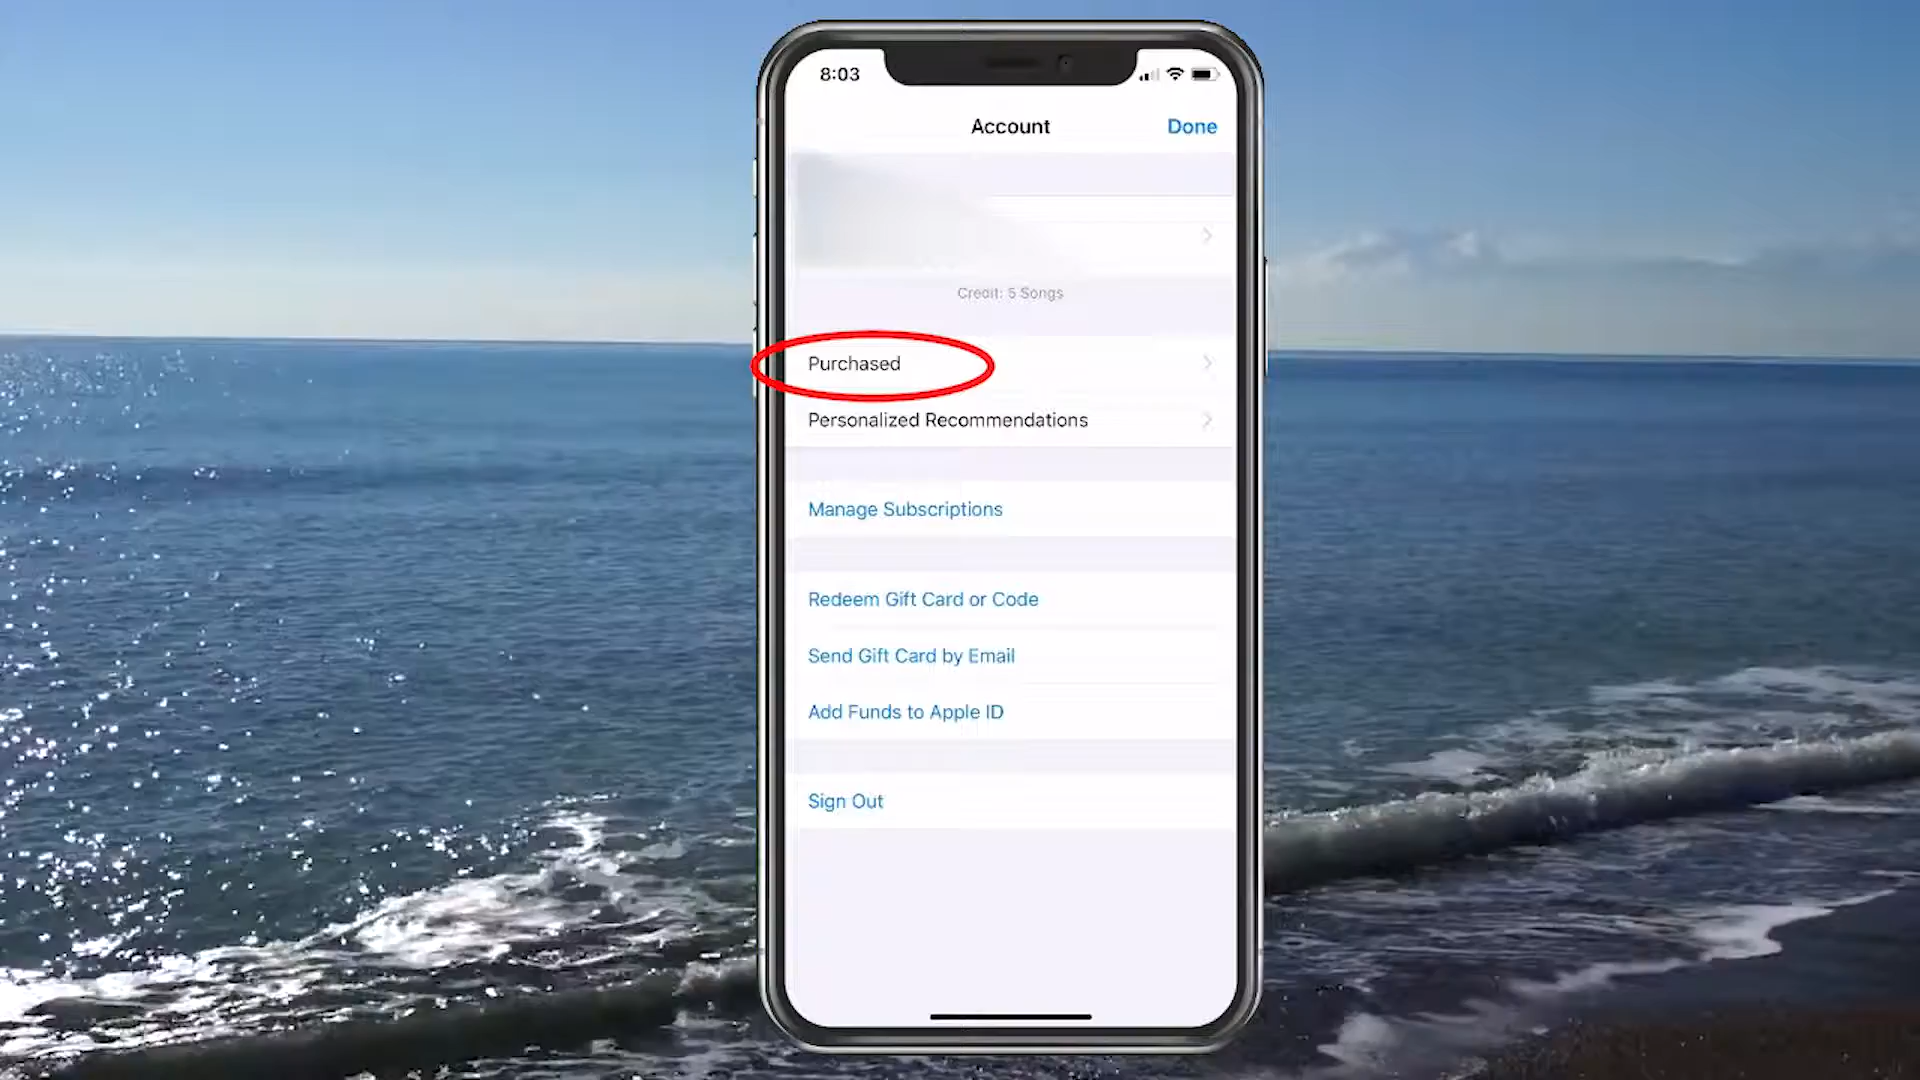 8:03
Account
Done
Credit: 5 Songs
Purchased
Personalized Recommendations
Manage Subscriptions
Redeem Gift Card or Code
Send Gift Card by Email
Add Funds to Apple ID
Sign Out